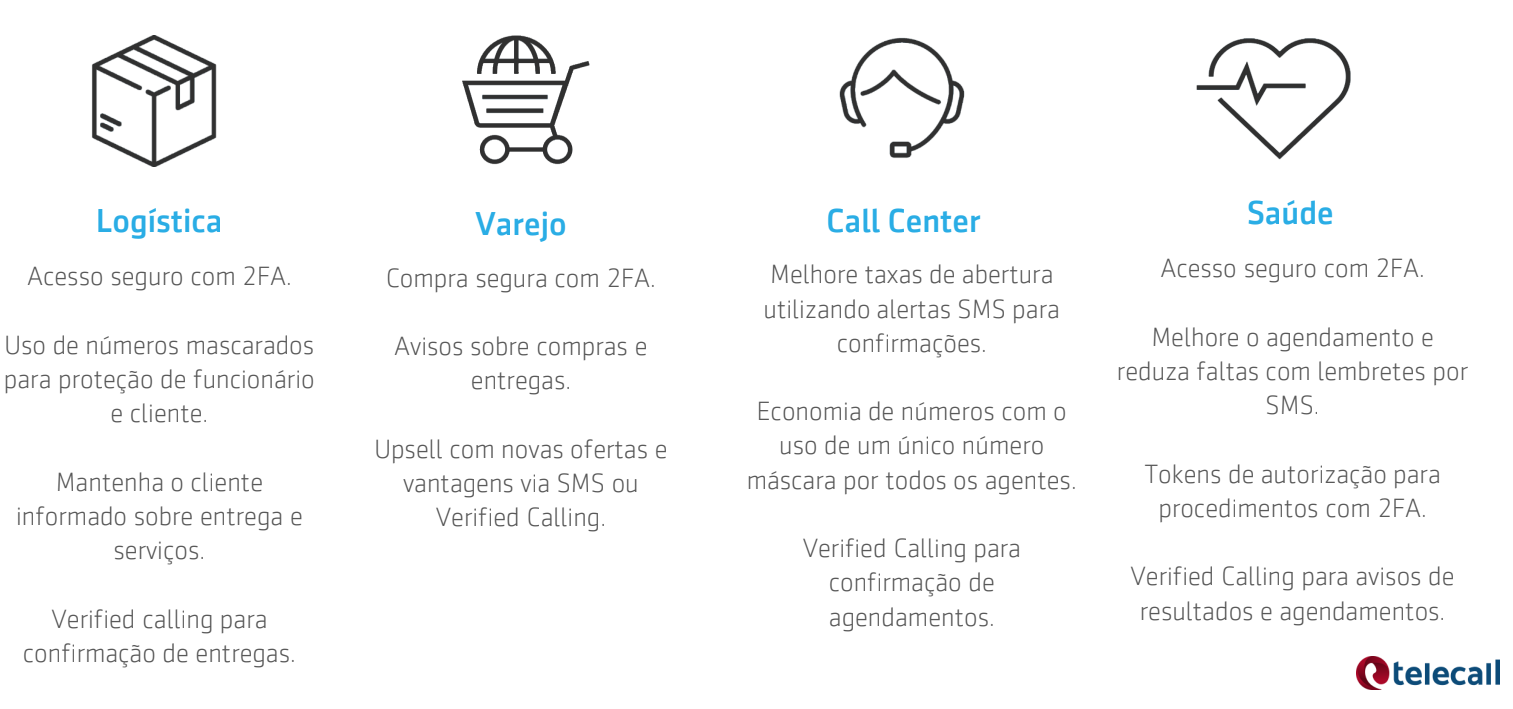 Logística
Acesso seguro com 2FA.
Uso de números mascarados
para proteção de funcionário
e cliente.
Mantenha o cliente
informado sobre entrega e
serviços.
Verified calling para
confirmação de entregas.
Varejo
Compra segura com 2FA.
Avisos sobre compras e
entregas.
Upsell com novas ofertas e
vantagens via SMS ou
Verified Calling.
Call Center
Melhore taxas de abertura
utilizando alertas SMS para
confirmações.
Economia de números com o
uso de um único número
máscara por todos os agentes.
Verified Calling para
confirmação de
agendamentos.
Saúde
Acesso seguro com 2FA.
Melhore o agendamento e
reduza faltas com lembretes por
SMS.
Tokens de autorização para
procedimentos com 2FA.
Verified Calling para avisos de
resultados e agendamentos.
telecall